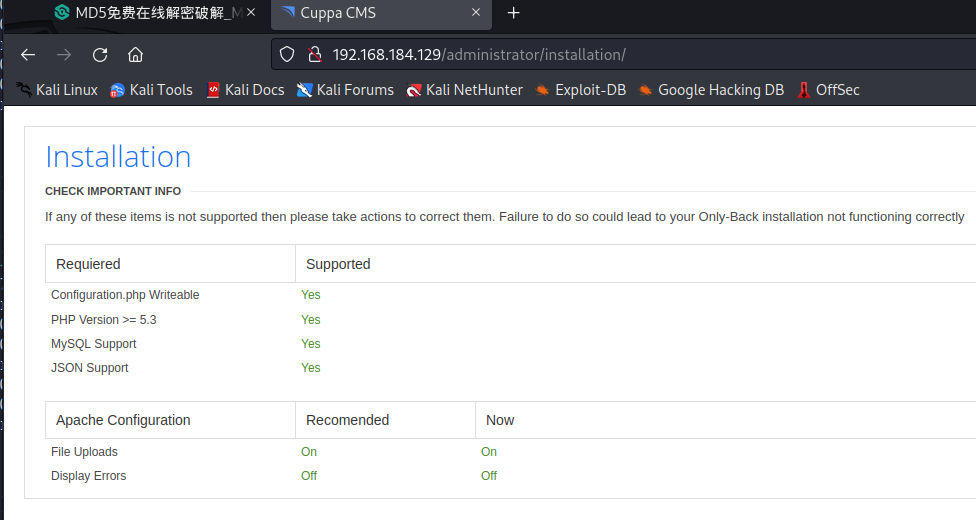 MD5免费在线解密破解_M
Cuppa CMS
192.168.184.129/administrator/installation/
Kali Linux Kali Tools Kali Docs Kali Forums Kali NetHunter Exploit-DB Google Hacking DB OffSec
Installation
CHECK IMPORTANT INFO
If any of these items is not supported then please take actions to correct them. Failure to do so could lead to your Only-Back installation not functioning correctly
Requiered Supported
Configuration.php Writeable Yes
PHP Version >= 5.3 Yes
MySQL Support Yes
JSON Support Yes
Apache Configuration Recomended Now
File Uploads On On
Display Errors Off Off